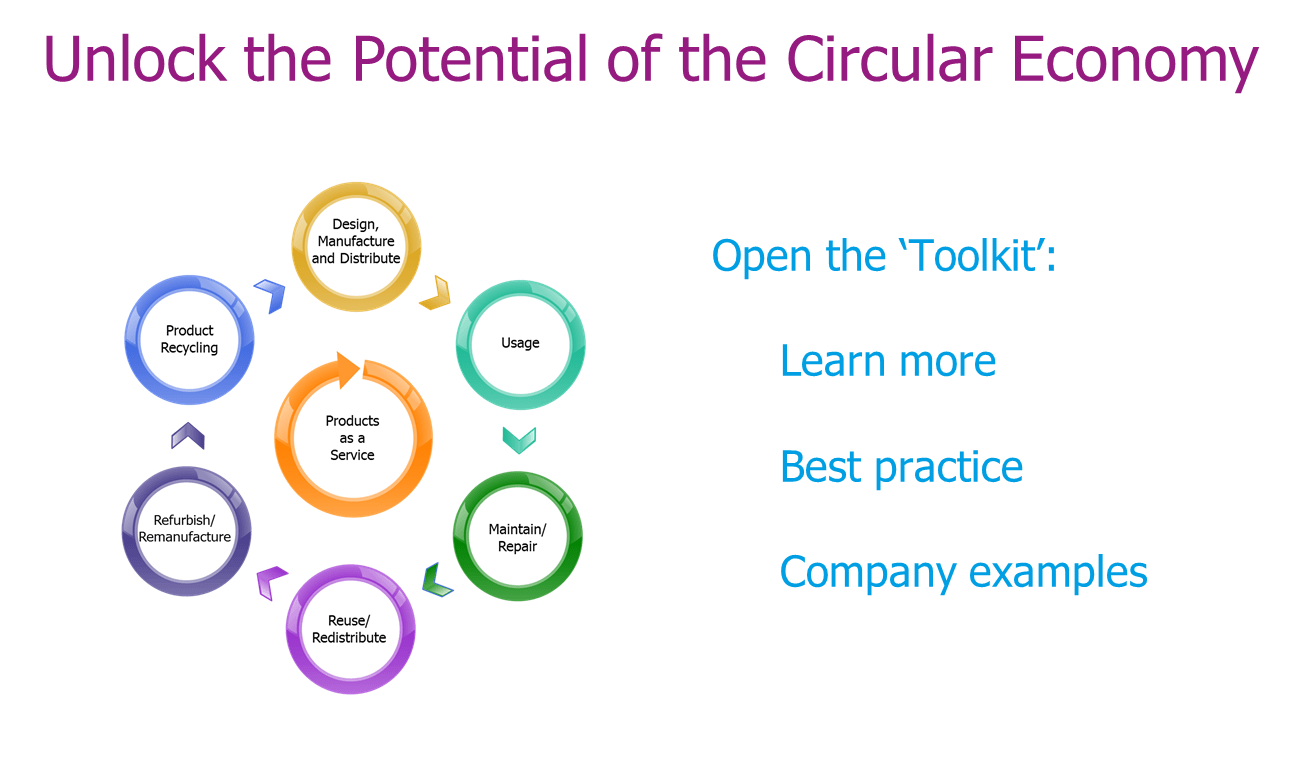 Unlock the Potential of the Circular Economy
Design,
Manufacture
and Distribute
Usage
Maintain/
Repair
Reuse/
Redistribute
Refurbish/
Remanufacture
Product
Recycling
Products
as a
Service
Open the ‘Toolkit’:
Learn more
Best practice
Company examples